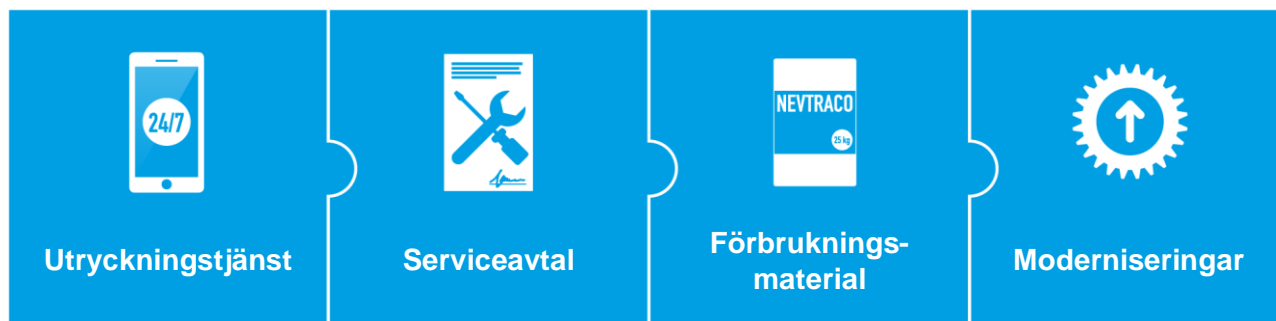 24/7
NEVTRACO
25 kg
Utryckningstjänst
Serviceavtal
Förbruknings-
material
Moderniseringar